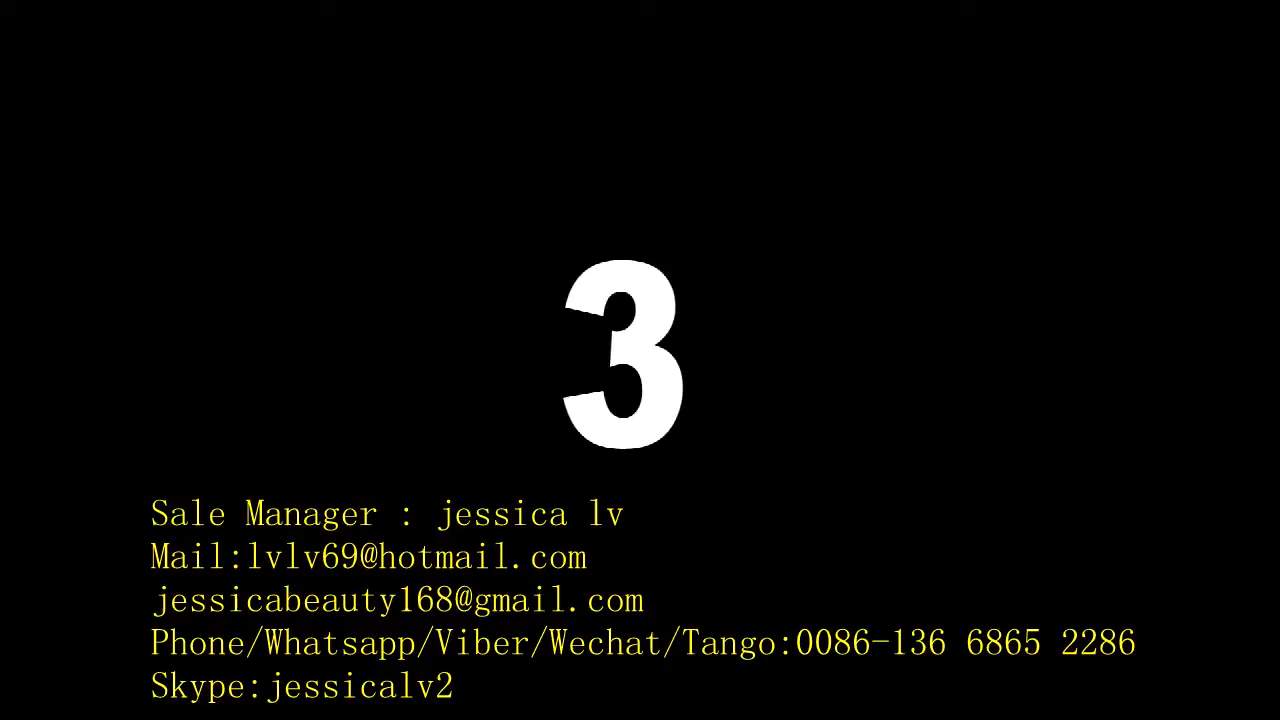 3
Sale Manager : jessica lv
Mail:lvlv69@hotmail.com
jessicabeauty168@gmail.com
Phone/Whatsapp/Viber/Wechat/Tango:0086-136 6865 2286
Skype:jessicalv2